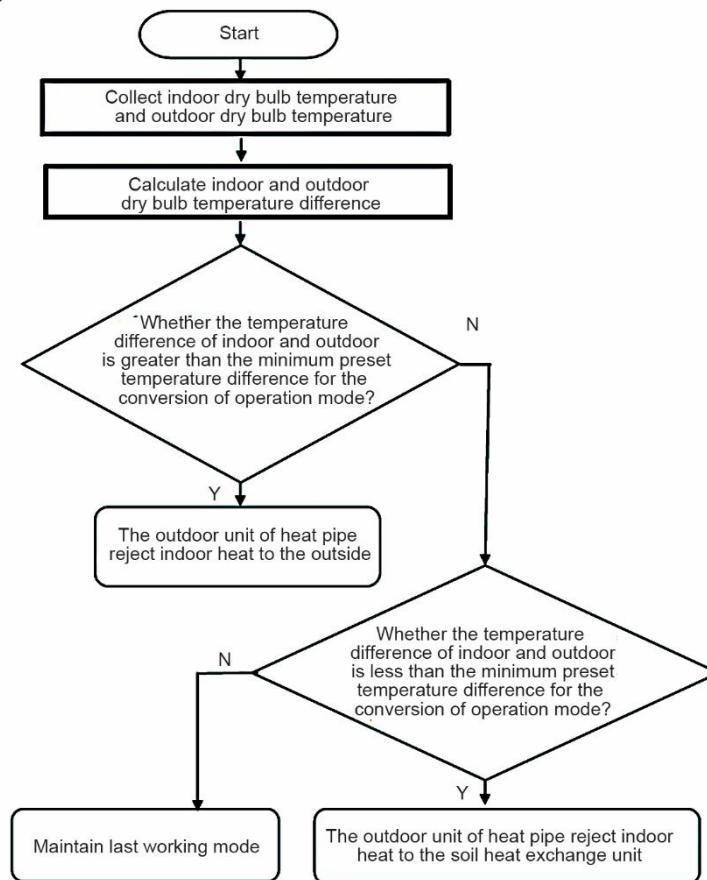 Start
Collect indoor dry bulb temperature
and outdoor dry bulb temperature
Calculate indoor and outdoor
dry bulb temperature difference
Whether the temperature
difference of indoor and outdoor
is greater than the minimum preset
temperature difference for the
conversion of operation mode?
N
Y
The outdoor unit of heat pipe
reject indoor heat to the outside
Whether the temperature
difference of indoor and outdoor
is less than the minimum preset
temperature difference for the
conversion of operation mode?
N
Y
Maintain last working mode
The outdoor unit of heat pipe reject indoor
heat to the soil heat exchange unit